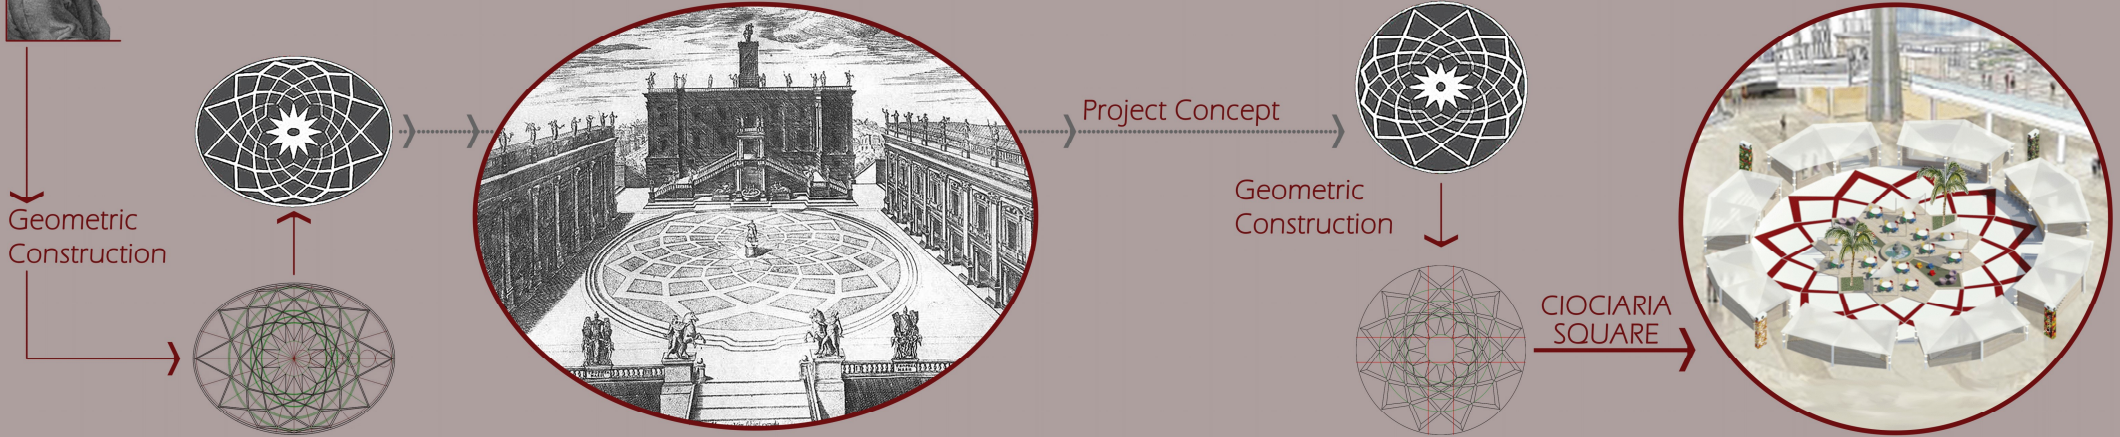 Geometric
Construction
Project Concept
Geometric
Construction
CIOCIARIA
SQUARE